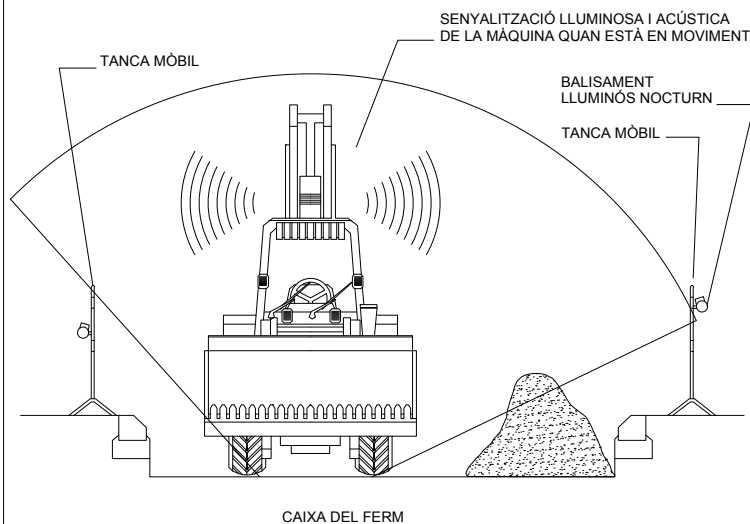 SENYALITZACIÓ LLUMINOSA I ACÚSTICA
DE LA MÀQUINA QUAN ESTÀ EN MOVIMENT
TANCA MÒBIL
BALISAMENT
LLUMINÓS NOCTURN
TANCA MÒBIL
CAIXA DEL FERM